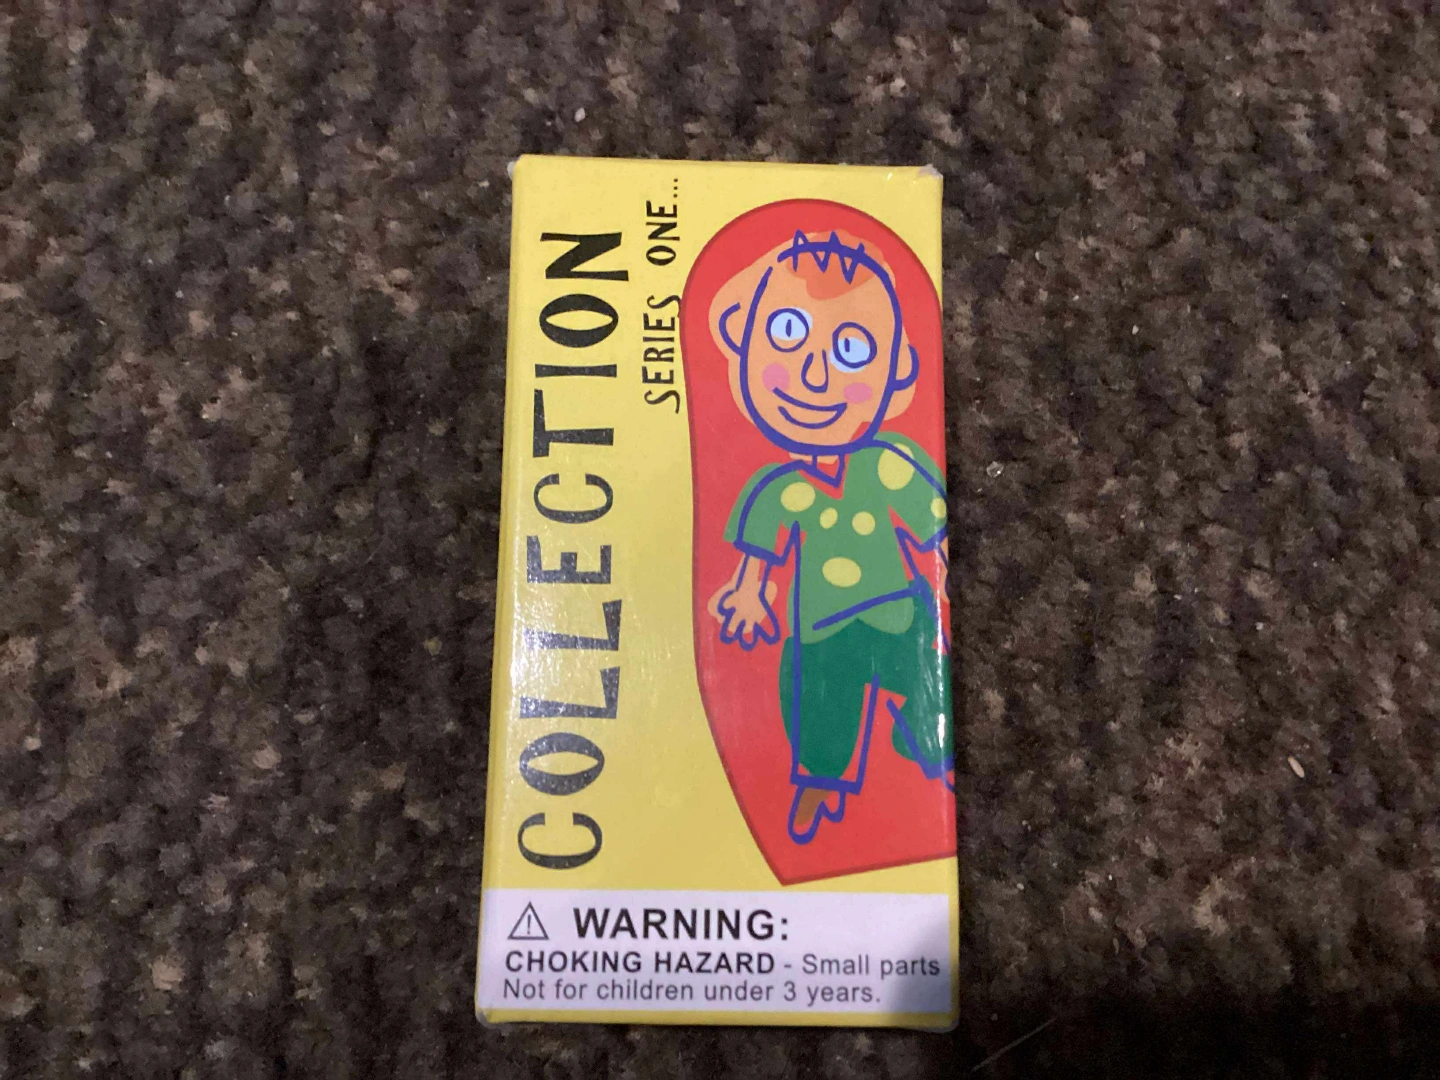 COLLECTION
SERIES ONE...
WARNING:
CHOKING HAZARD - Small parts
Not for children under 3 years.